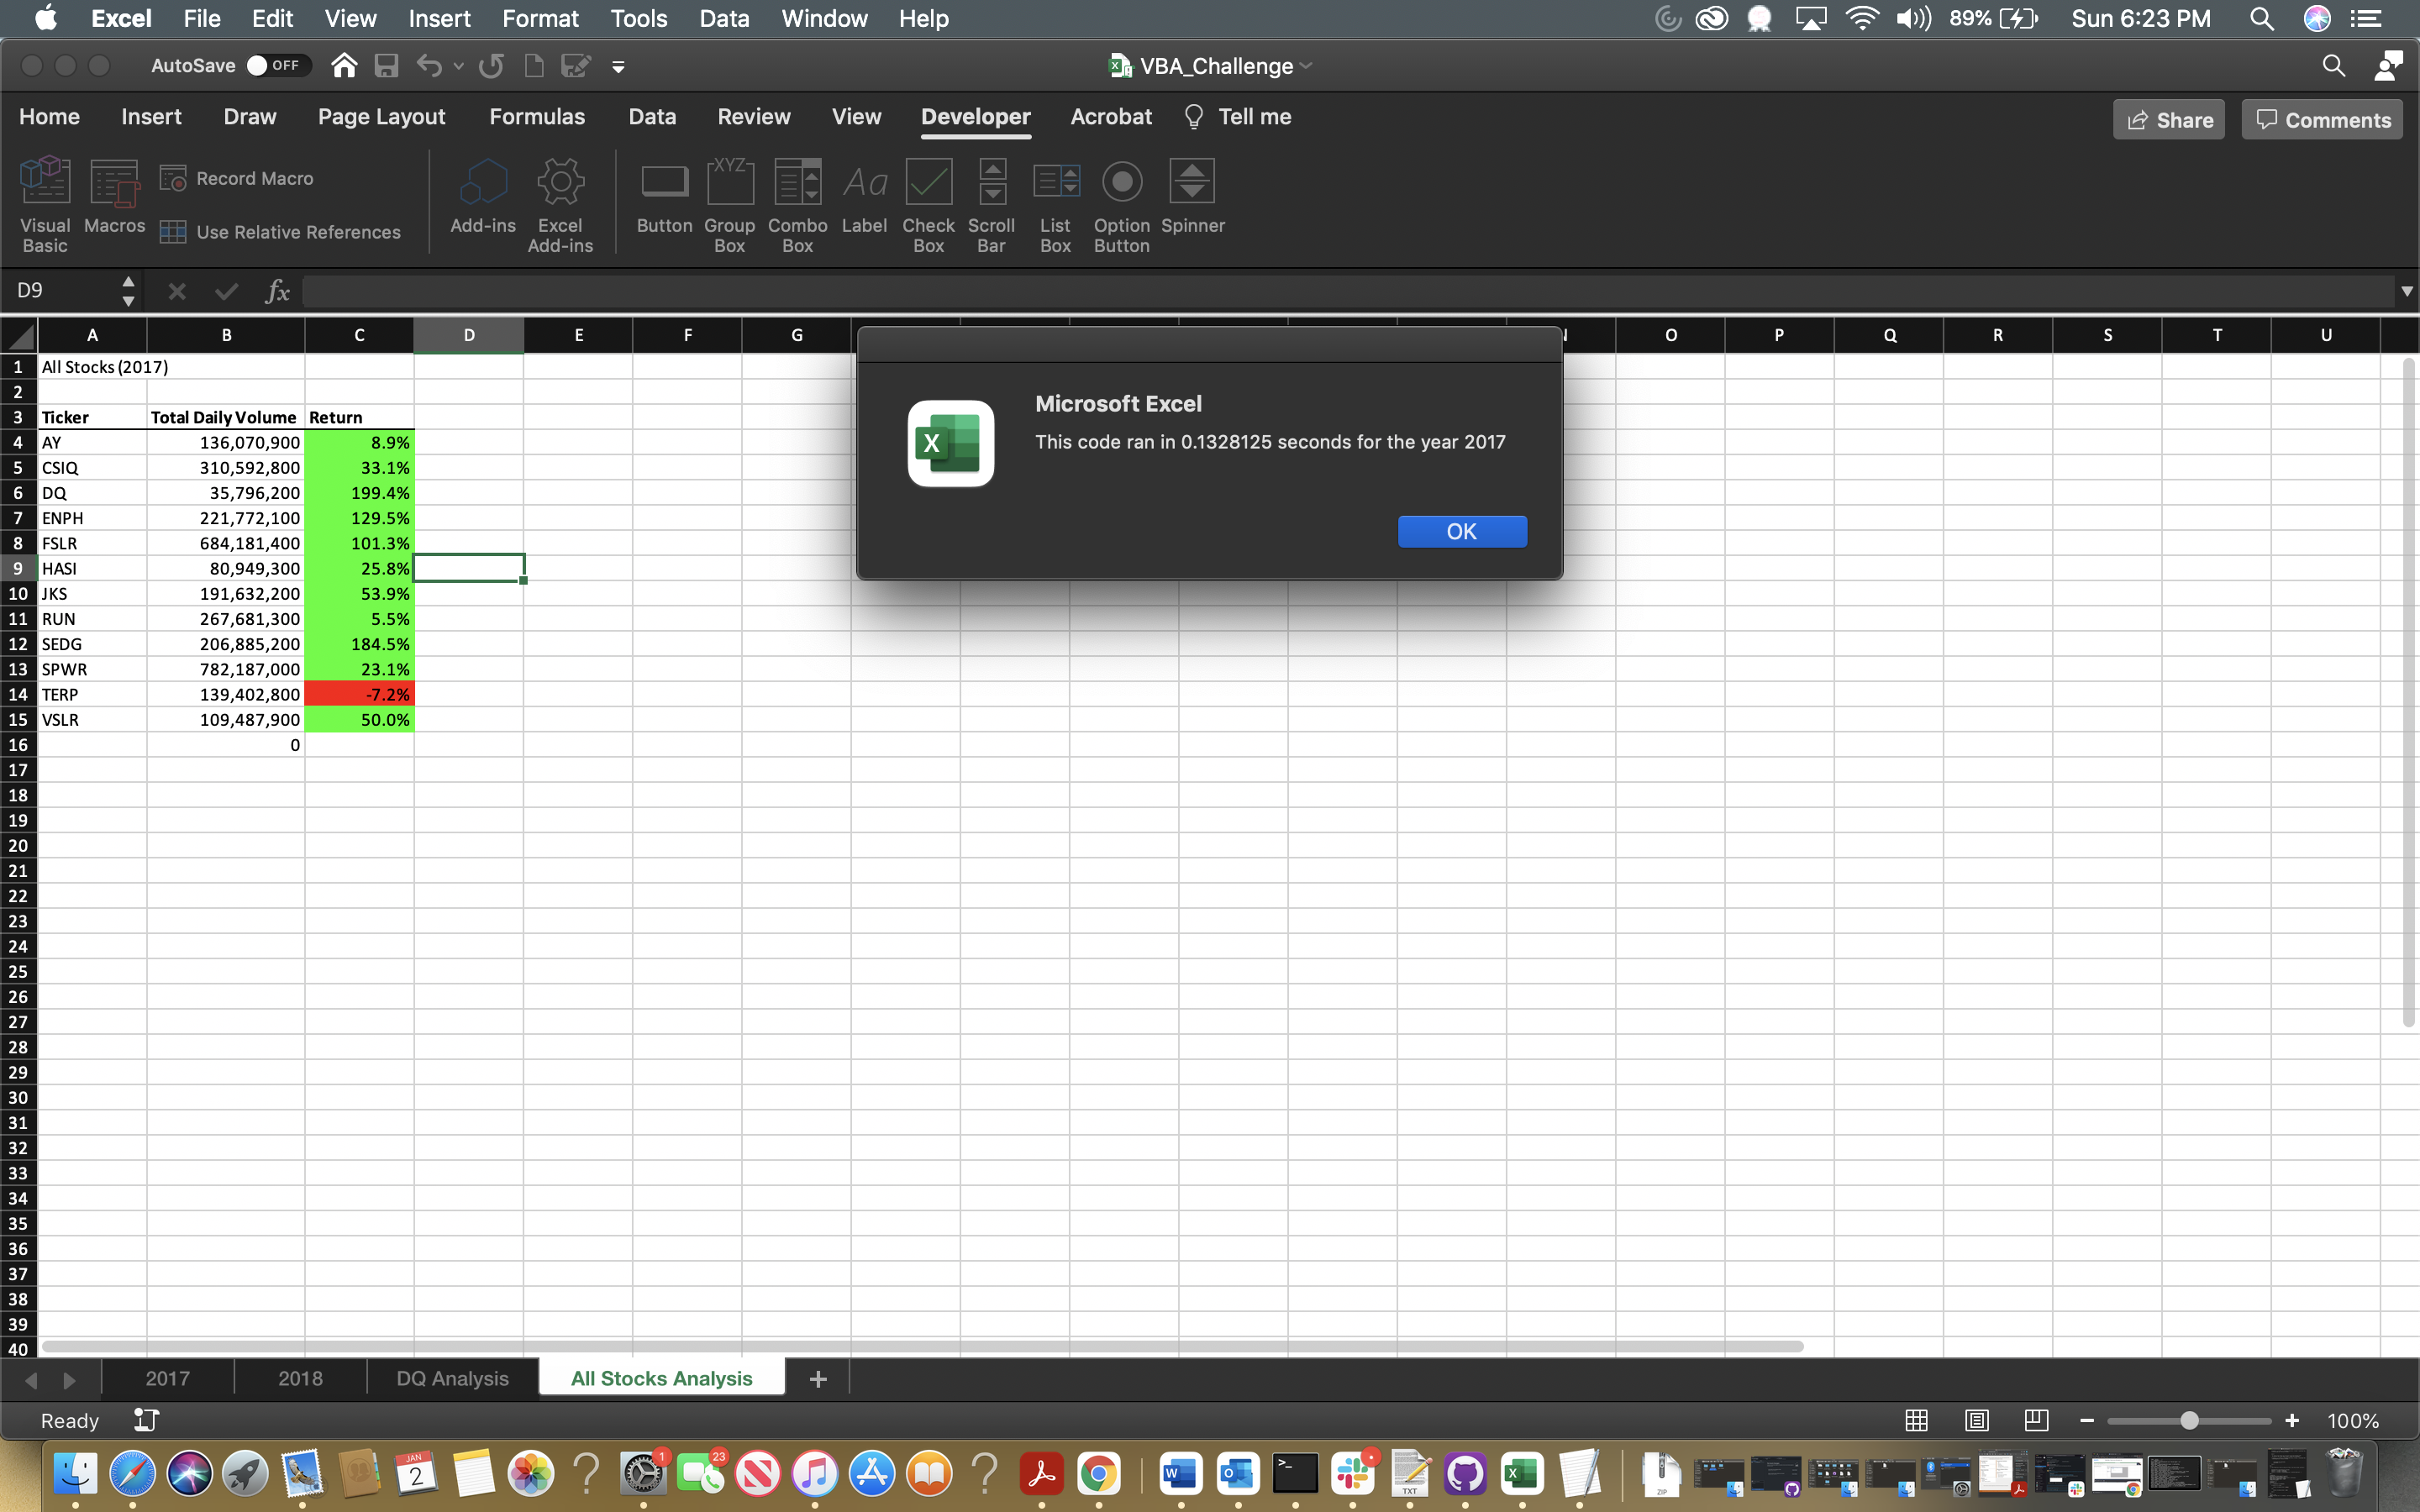 Excel File Edit View Insert Format Tools Data Window Help 89% Sun 6:23 PM
AutoSave OFF VBA_Challenge
Home Insert Draw Page Layout Formulas Data Review View Developer Acrobat Tell me Share Comments
Visual Basic Macros Record Macro Use Relative References Add-ins Excel Add-ins Button XYZ Group Box Combo Box Aa Label Check Box Scroll Bar List Box Option Button Spinner
D9 fx
A B C D E F G N O P Q R S T U
1 All Stocks (2017)
2
3 Ticker Total Daily Volume Return
4 AY 136,070,900 8.9%
5 CSIQ 310,592,800 33.1%
6 DQ 35,796,200 199.4%
7 ENPH 221,772,100 129.5%
8 FSLR 684,181,400 101.3%
9 HASI 80,949,300 25.8%
10 JKS 191,632,200 53.9%
11 RUN 267,681,300 5.5%
12 SEDG 206,885,200 184.5%
13 SPWR 782,187,000 23.1%
14 TERP 139,402,800 -7.2%
15 VSLR 109,487,900 50.0%
16 0
17
18
19
20
21
22
23
24
25
26
27
28
29
30
31
32
33
34
35
36
37
38
39
40
Microsoft Excel
This code ran in 0.1328125 seconds for the year 2017
OK
2017 2018 DQ Analysis All Stocks Analysis +
Ready 100%
JAN 2 1 23 TXT ZIP